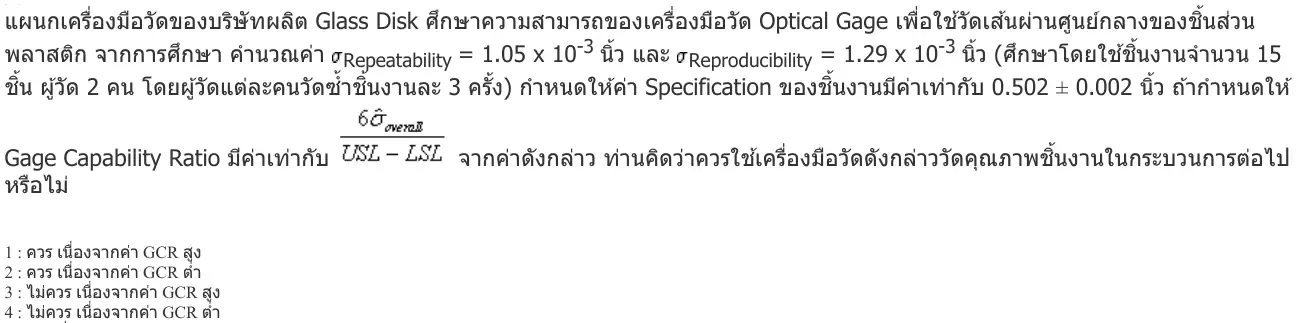 แผนกเครื่องมือวัดของบริษัทผลิต Glass Disk ศึกษาความสามารถของเครื่องมือวัด Optical Gage เพื่อใช้วัดเส้นผ่านศูนย์กลางของชิ้นส่วน
พลาสติก จากการศึกษา คำนวณค่า σRepeatability = 1.05 x 10-3 นิ้ว และ σReproducibility = 1.29 x 10-3 นิ้ว (ศึกษาโดยใช้ชิ้นงานจำนวน 15
ชิ้น ผู้วัด 2 คน โดยผู้วัดแต่ละคนวัดซ้ำชิ้นงานละ 3 ครั้ง) กำหนดให้ค่า Specification ของชิ้นงานมีค่าเท่ากับ 0.502 ± 0.002 นิ้ว ถ้ากำหนดให้
Gage Capability Ratio มีค่าเท่ากับ 6σ̂overall / USL – LSL จากค่าดังกล่าว ท่านคิดว่าควรใช้เครื่องมือวัดดังกล่าววัดคุณภาพชิ้นงานในกระบวนการต่อไป
หรือไม่
1 : ควร เนื่องจากค่า GCR สูง
2 : ควร เนื่องจากค่า GCR ต่ำ
3 : ไม่ควร เนื่องจากค่า GCR สูง
4 : ไม่ควร เนื่องจากค่า GCR ต่ำ